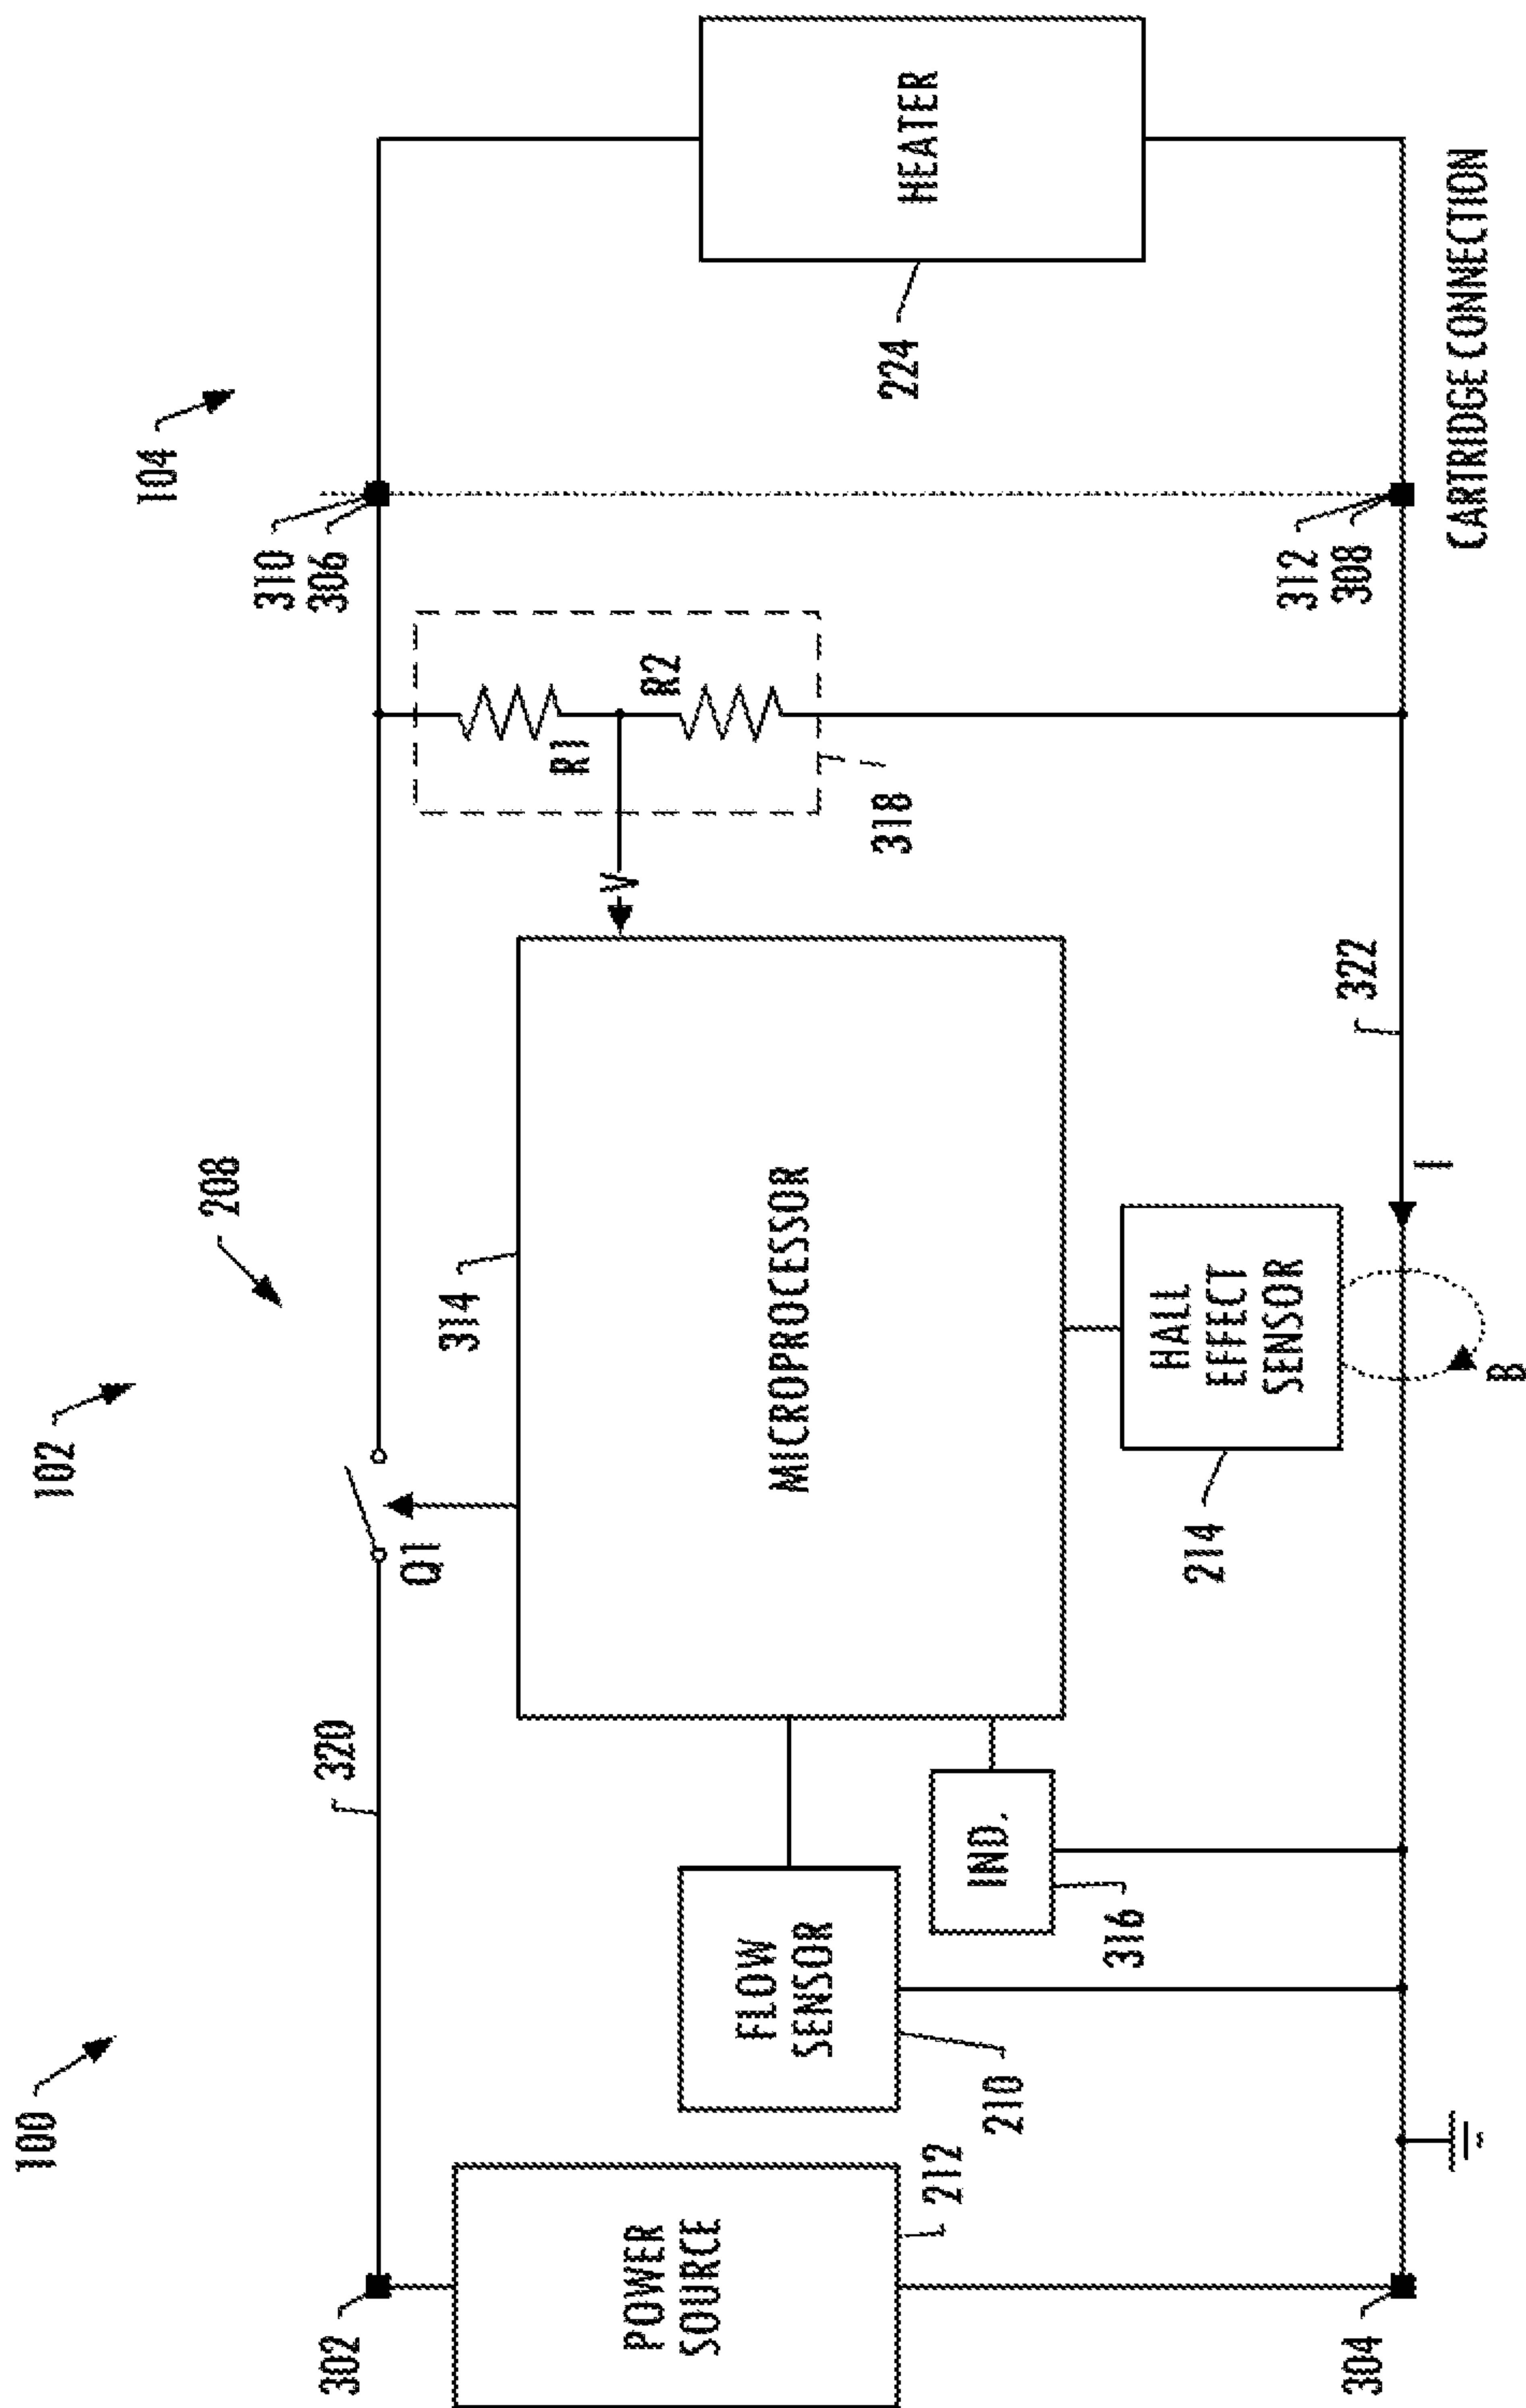 100
102
208
104
302
320
Q1
310
306
POWER
SOURCE
212
FLOW
SENSOR
210
IND.
316
314
MICROPROCESSOR
V
R1
R2
318
HEATER
224
HALL
EFFECT
SENSOR
214
322
I
B
312
308
304
CARTRIDGE CONNECTION